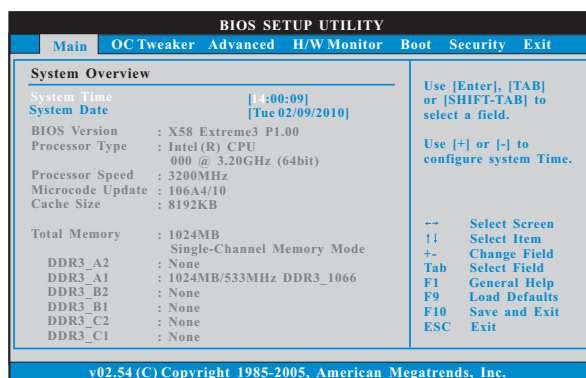 BIOS SETUP UTILITY
Main OC Tweaker Advanced H/W Monitor Boot Security Exit
System Overview
System Time [14:00:09]
System Date [Tue 02/09/2010]
BIOS Version : X58 Extreme3 P1.00
Processor Type : Intel (R) CPU
000 @ 3.20GHz (64bit)
Processor Speed : 3200MHz
Microcode Update : 106A4/10
Cache Size : 8192KB
Total Memory : 1024MB
Single-Channel Memory Mode
DDR3_A2 : None
DDR3_A1 : 1024MB/533MHz DDR3_1066
DDR3_B2 : None
DDR3_B1 : None
DDR3_C2 : None
DDR3_C1 : None
Use [Enter], [TAB]
or [SHIFT-TAB] to
select a field.
Use [+] or [-] to
configure system Time.
←→ Select Screen
↑↓ Select Item
+- Change Field
Tab Select Field
F1 General Help
F9 Load Defaults
F10 Save and Exit
ESC Exit
v02.54 (C) Copyright 1985-2005, American Megatrends, Inc.